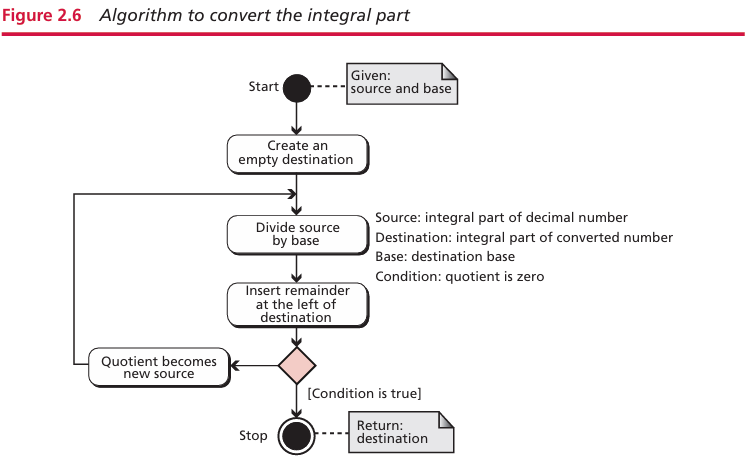 Figure 2.6 Algorithm to convert the integral part
Start
Given:
source and base
Create an
empty destination
Divide source
by base
Source: integral part of decimal number
Destination: integral part of converted number
Base: destination base
Condition: quotient is zero
Insert remainder
at the left of
destination
Quotient becomes
new source
[Condition is true]
Stop
Return:
destination